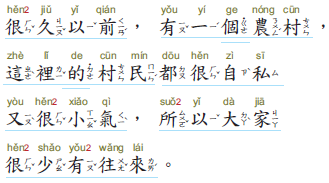 hěn2 jiǔ yǐ qián yǒu yí ge nóng cūn
很久以前，有一個農村，
zhè lǐ de cūn mín dōu hěn zì sī
這裡的村民都很自私
yòu hěn2 xiǎo qì suǒ2 yǐ dà jiā
又很小氣，所以大家
hěn2 shǎo yǒu2 wǎng lái
很少有往來。